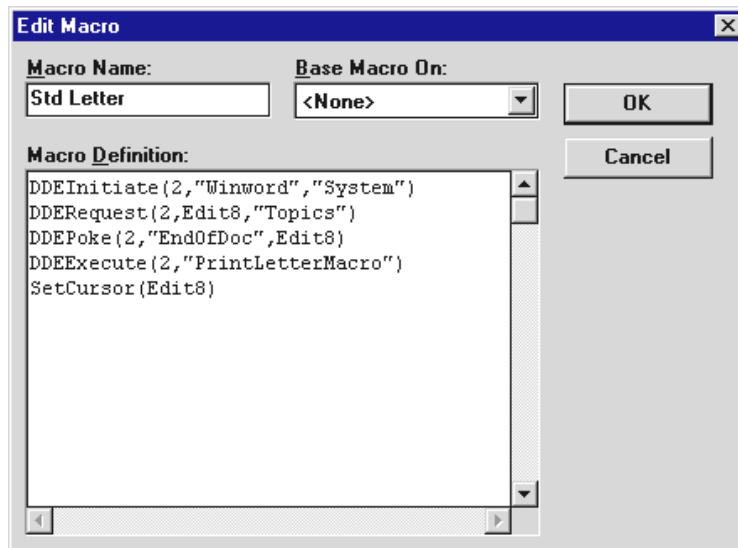 Edit Macro
Macro Name:
Base Macro On:
Std Letter
<None>
OK
Cancel
Macro Definition:
DDEInitiate(2,"Winword","System")
DDERequest(2,Edit8,"Topics")
DDEPoke(2,"EndOfDoc",Edit8)
DDEExecute(2,"PrintLetterMacro")
SetCursor(Edit8)